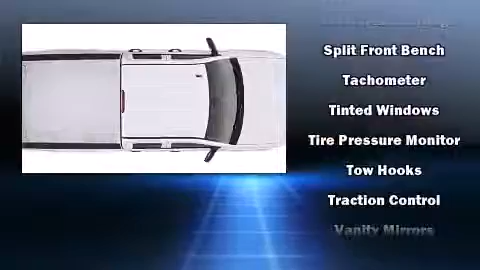 Split Front Bench
Tachometer
Tinted Windows
Tire Pressure Monitor
Tow Hooks
Traction Control
Vanity Mirrors